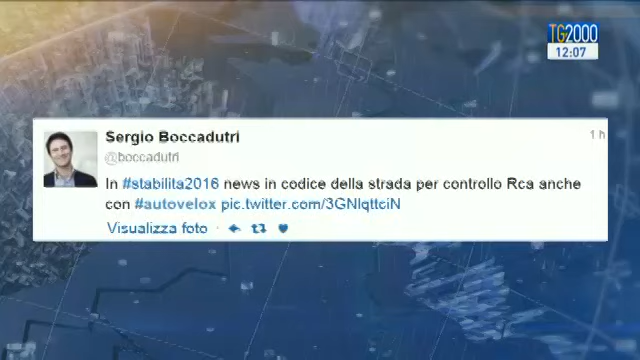 TG2000
12:07
Sergio Boccadutri
1 h
@boccadutri
In #stabilita2016 news in codice della strada per controllo Rca anche
con #autovelox pic.twitter.com/3GNlqttciN
Visualizza foto